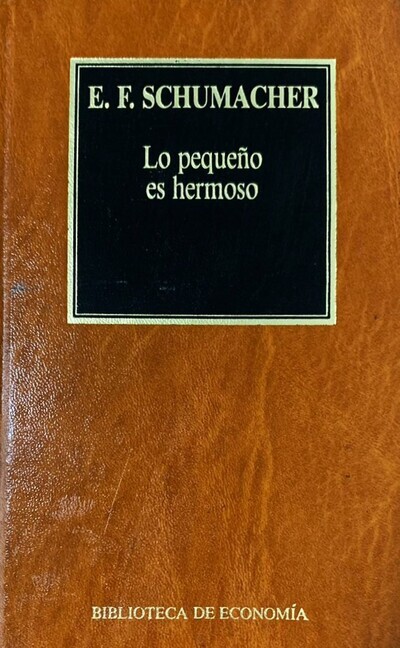 E. F. SCHUMACHER
Lo pequeño
es hermoso
BIBLIOTECA DE ECONOMÍA